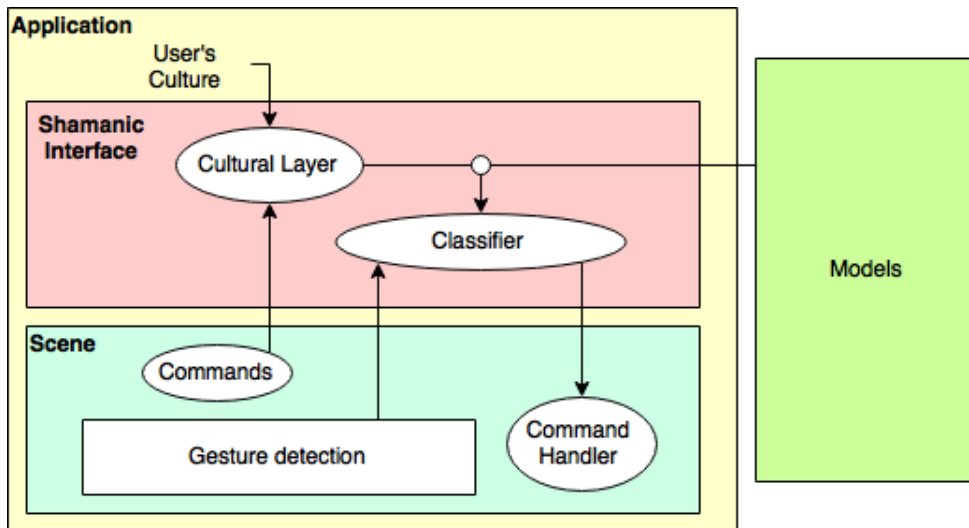 Application
User's
Culture
Shamanic
Interface
Cultural Layer
Classifier
Models
Scene
Commands
Gesture detection
Command
Handler